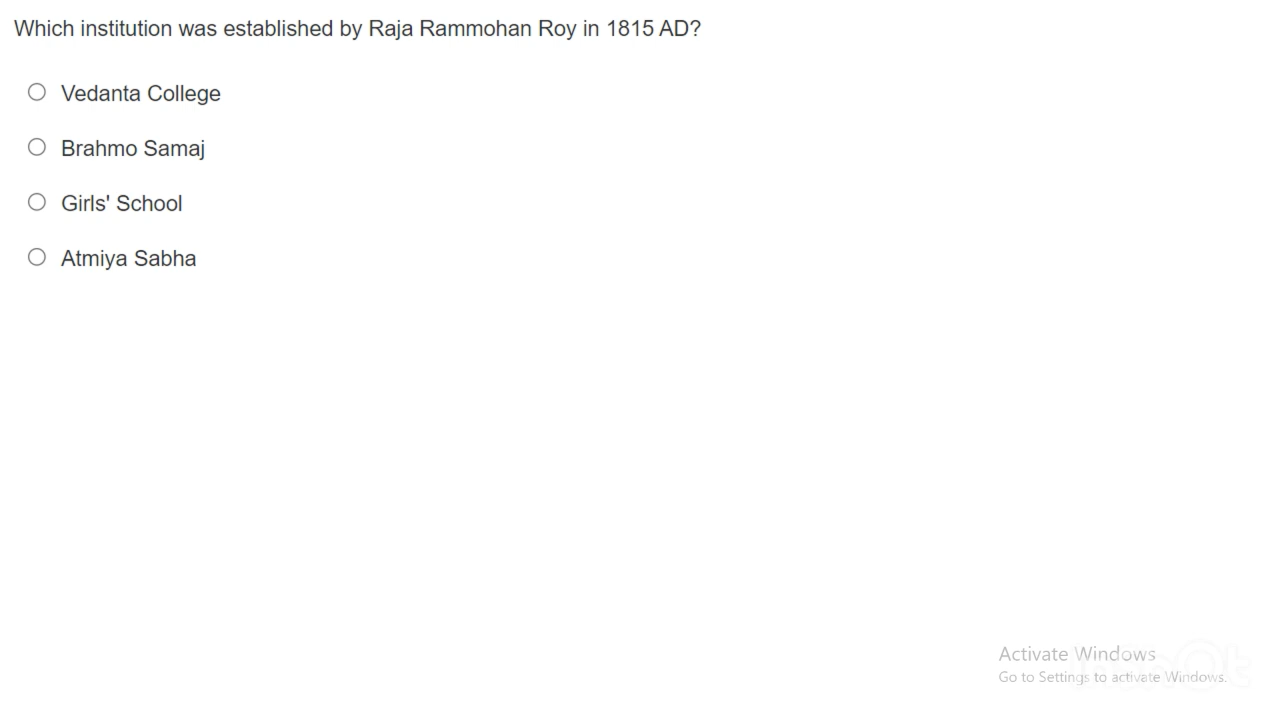 Which institution was established by Raja Rammohan Roy in 1815 AD?
Vedanta College
Brahmo Samaj
Girls' School
Atmiya Sabha
Activate Windows
Go to Settings to activate Windows.